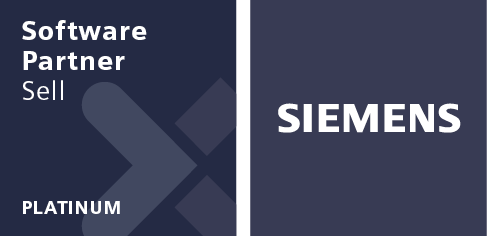 Software
Partner
Sell
PLATINUM
SIEMENS